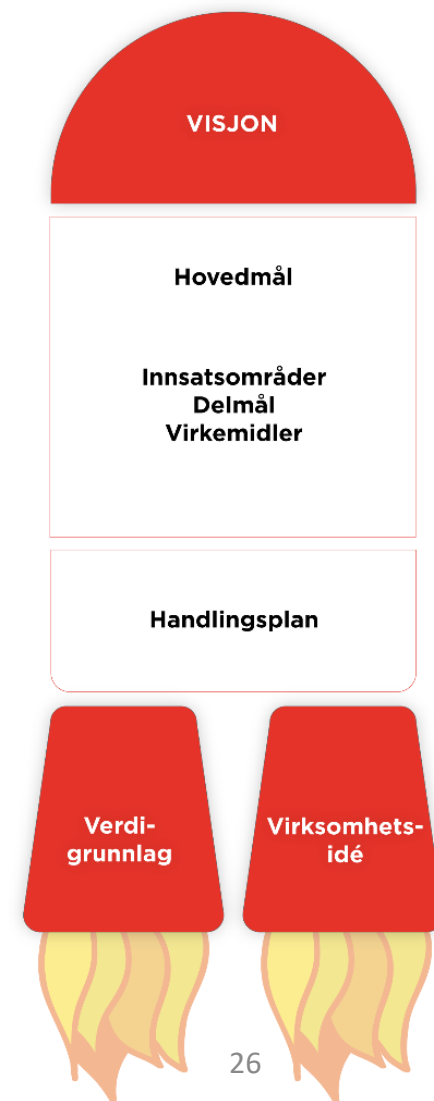 VISJON
Hovedmål
Innsatsområder
Delmål
Virkemidler
Handlingsplan
Verdi-
grunnlag
Virksomhets-
idé
26